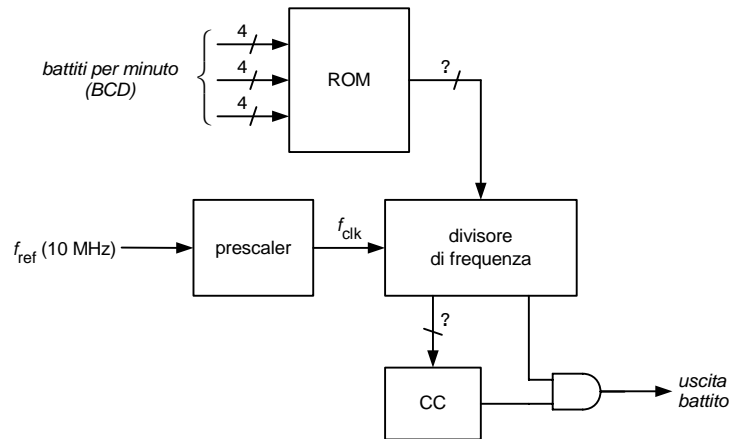 4
battiti per minuto
(BCD)
4
4
ROM
?
f_ref (10 MHz)
prescaler
f_clk
divisore
di frequenza
?
CC
uscita
battito